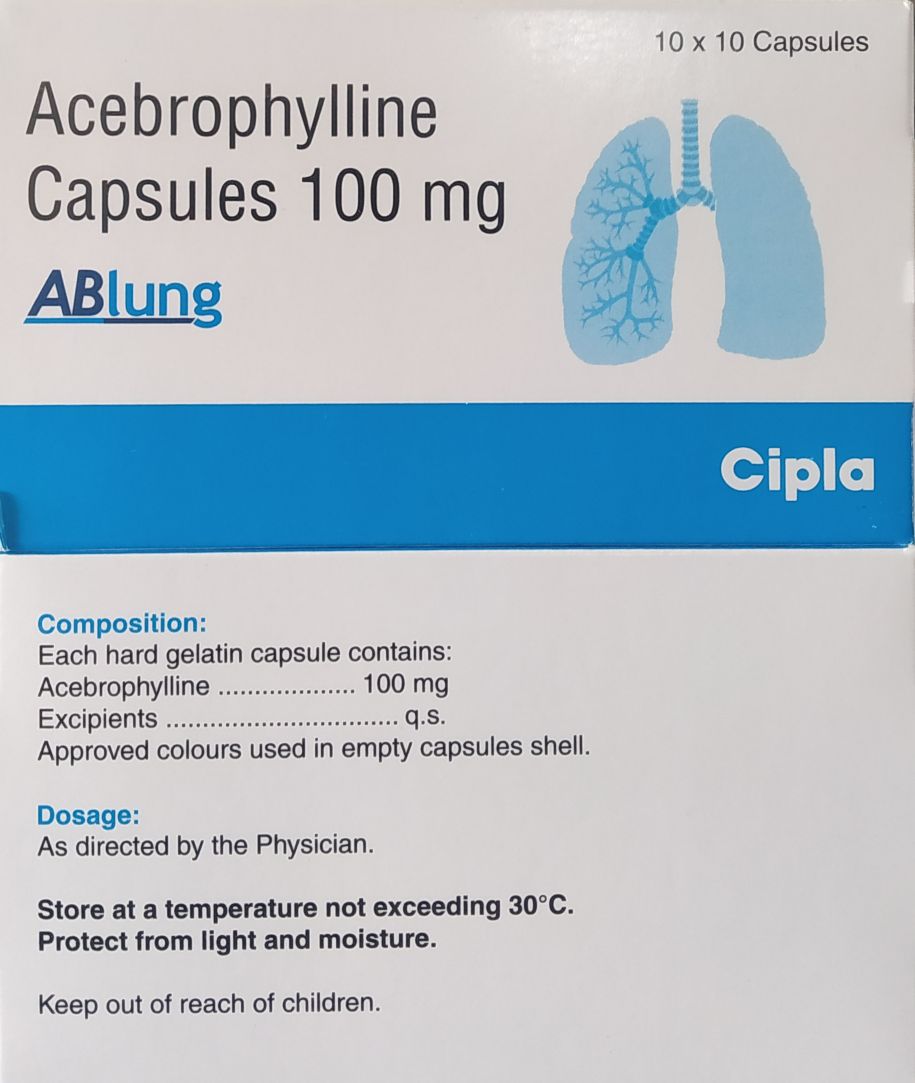 10 x 10 Capsules
Acebrophylline
Capsules 100 mg
ABlung
Cipla
Composition:
Each hard gelatin capsule contains:
Acebrophylline ................... 100 mg
Excipients ................................ q.s.
Approved colours used in empty capsules shell.
Dosage:
As directed by the Physician.
Store at a temperature not exceeding 30°C.
Protect from light and moisture.
Keep out of reach of children.